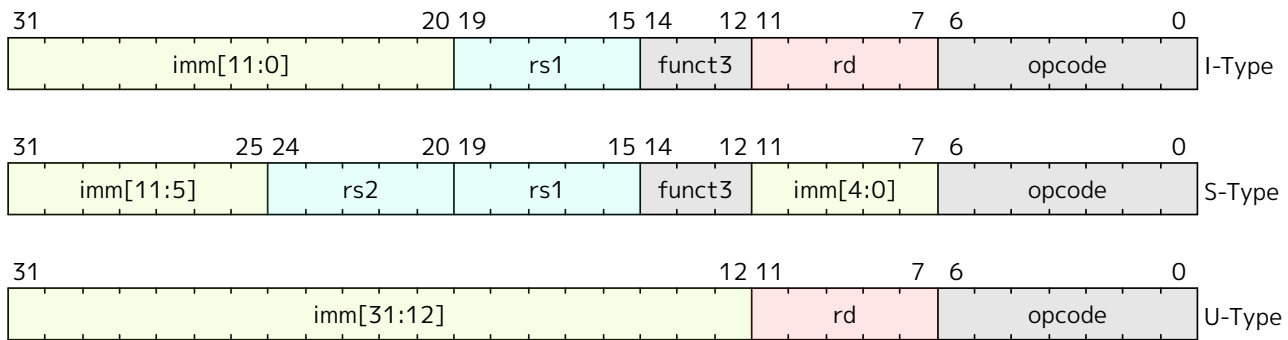 31 20 19 15 14 12 11 7 6 0
imm[11:0] rs1 funct3 rd opcode I-Type
31 25 24 20 19 15 14 12 11 7 6 0
imm[11:5] rs2 rs1 funct3 imm[4:0] opcode S-Type
31 12 11 7 6 0
imm[31:12] rd opcode U-Type